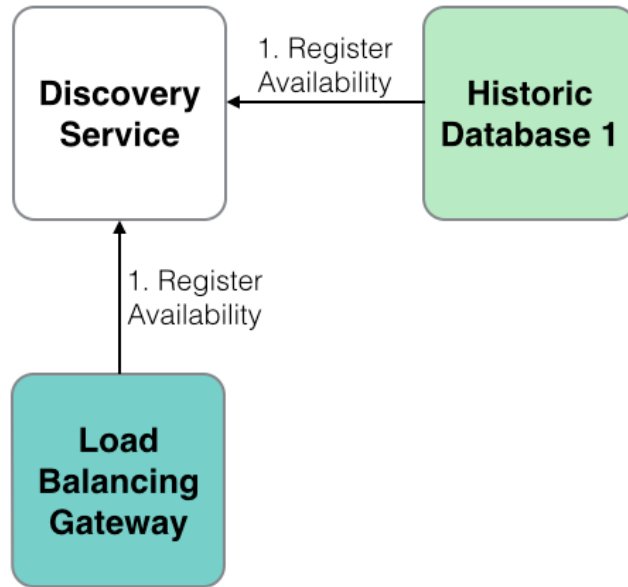 Discovery
Service
1. Register
Availability
Historic
Database 1
1. Register
Availability
Load
Balancing
Gateway